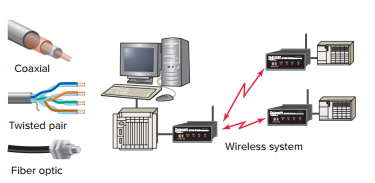 Coaxial
Twisted pair
Fiber optic
Wireless system